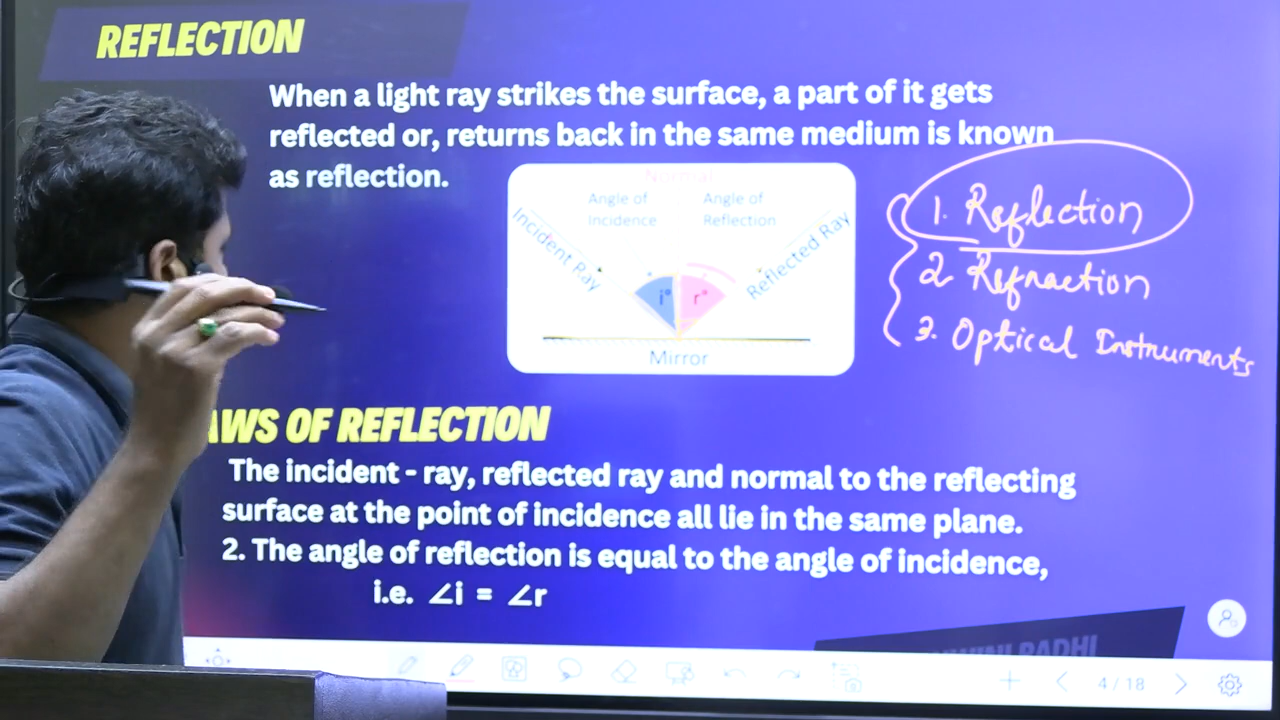 REFLECTION
When a light ray strikes the surface, a part of it gets
reflected or, returns back in the same medium is known
as reflection.
Normal
Angle of Incidence
Angle of Reflection
Incident Ray
Reflected Ray
i°
r°
Mirror
1. Reflection
2 Refraction
3. Optical Instruments
AWS OF REFLECTION
The incident - ray, reflected ray and normal to the reflecting
surface at the point of incidence all lie in the same plane.
2. The angle of reflection is equal to the angle of incidence,
i.e. ∠i = ∠r
PADHI
4 / 18